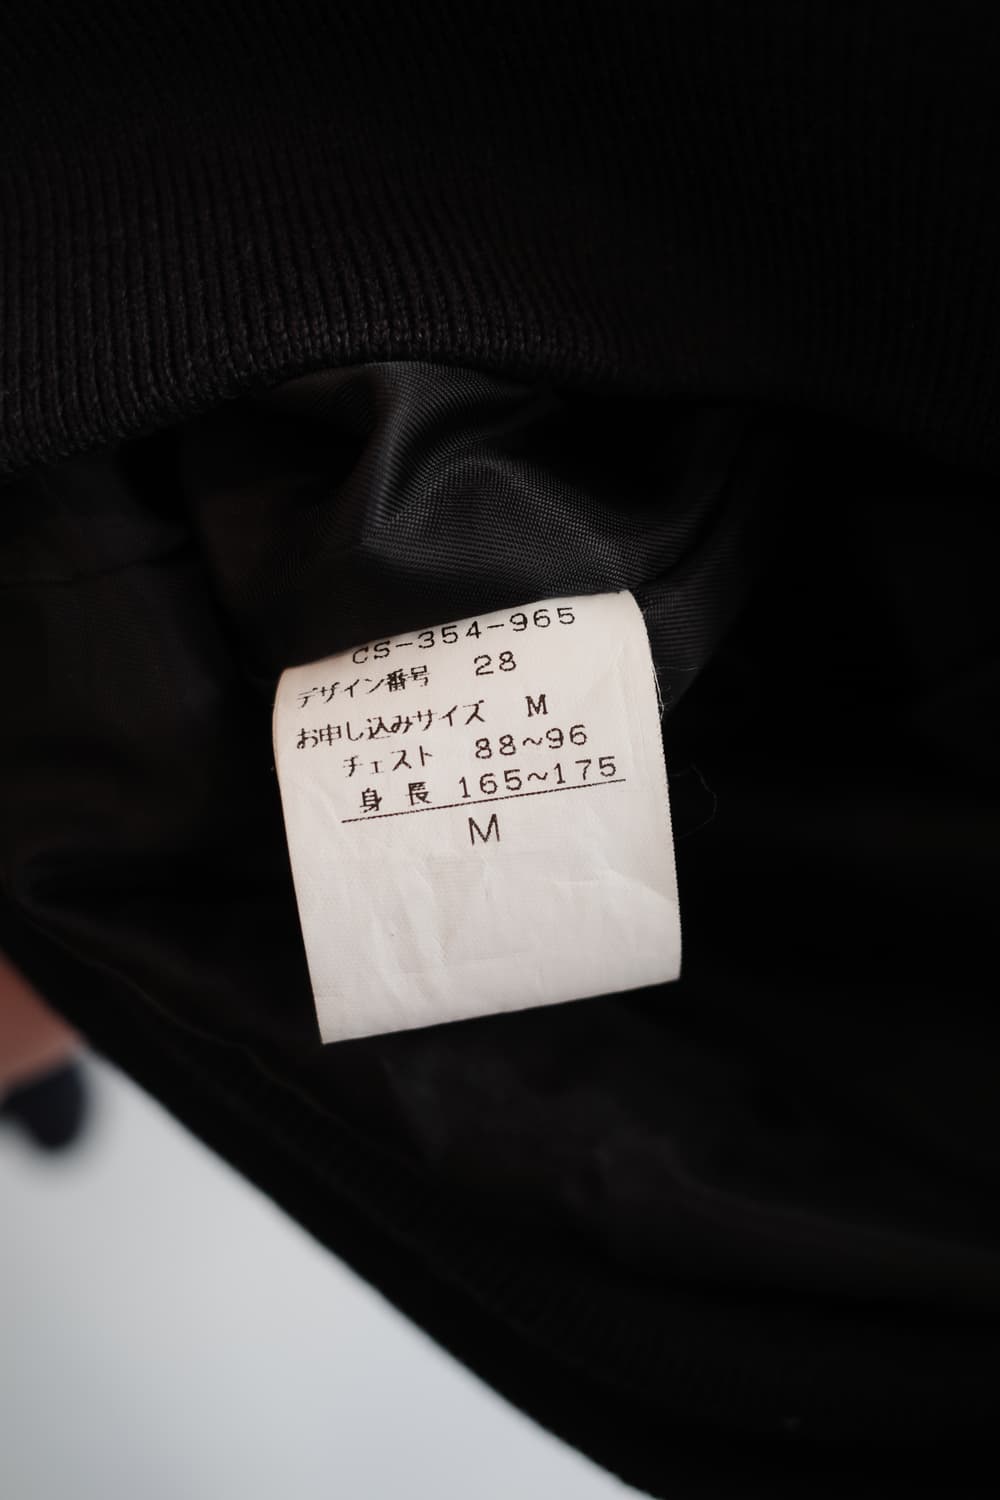 CS-354-965
デザイン番号 28
お申し込みサイズ M
チェスト 88~96
身長 165~175
M